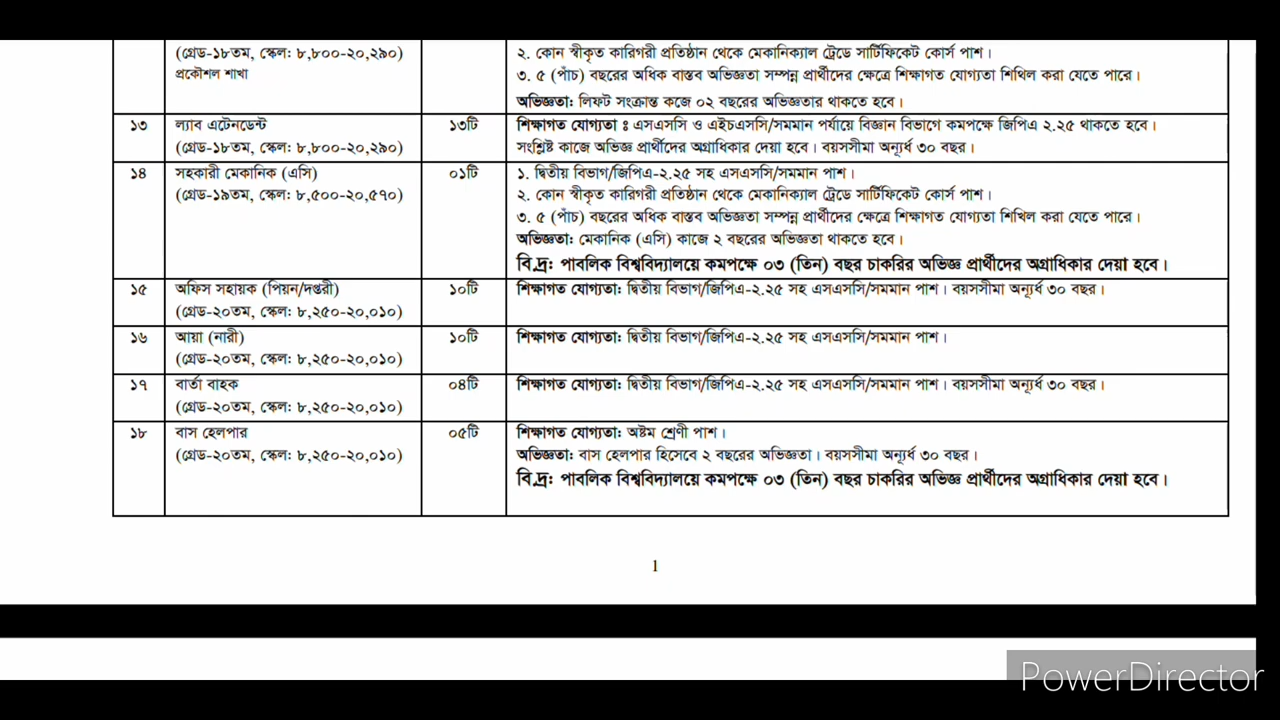 (গ্রেড-১৮তম, স্কেল: ৮,৮০০-২০,২৯০)
২. কোন স্বীকৃত কারিগরী প্রতিষ্ঠান থেকে মেকানিক্যাল ট্রেডে সার্টিফিকেট কোর্স পাশ।
প্রকৌশল শাখা
৩. ৫ (পাঁচ) বছরের অধিক বাস্তব অভিজ্ঞতা সম্পন্ন প্রার্থীদের ক্ষেত্রে শিক্ষাগত যোগ্যতা শিথিল করা যেতে পারে।
অভিজ্ঞতা: লিফট সংক্রান্ত কজে ০২ বছরের অভিজ্ঞতার থাকতে হবে।
১৩ ল্যাব এটেনডেন্ট ১৩টি শিক্ষাগত যোগ্যতা : এসএসসি ও এইচএসসি/সমমান পর্যায়ে বিজ্ঞান বিভাগে কমপক্ষে জিপিএ ২.২৫ থাকতে হবে।
(গ্রেড-১৮তম, স্কেল: ৮,৮০০-২০,২৯০) সংশ্লিষ্ট কাজে অভিজ্ঞ প্রার্থীদের অগ্রাধিকার দেয়া হবে। বয়সসীমা অন্যূর্ধ ৩০ বছর।
১৪ সহকারী মেকানিক (এসি) ০১টি ১. দ্বিতীয় বিভাগ/জিপিএ-২.২৫ সহ এসএসসি/সমমান পাশ।
(গ্রেড-১৯তম, স্কেল: ৮,৫০০-২০,৫৭০) ২. কোন স্বীকৃত কারিগরী প্রতিষ্ঠান থেকে মেকানিক্যাল ট্রেডে সার্টিফিকেট কোর্স পাশ।
৩. ৫ (পাঁচ) বছরের অধিক বাস্তব অভিজ্ঞতা সম্পন্ন প্রার্থীদের ক্ষেত্রে শিক্ষাগত যোগ্যতা শিথিল করা যেতে পারে।
অভিজ্ঞতা: মেকানিক (এসি) কাজে ২ বছরের অভিজ্ঞতা থাকতে হবে।
বি.দ্র: পাবলিক বিশ্ববিদ্যালয়ে কমপক্ষে ০৩ (তিন) বছর চাকরির অভিজ্ঞ প্রার্থীদের অগ্রাধিকার দেয়া হবে।
১৫ অফিস সহায়ক (পিয়ন/দপ্তরী) ১০টি শিক্ষাগত যোগ্যতা: দ্বিতীয় বিভাগ/জিপিএ-২.২৫ সহ এসএসসি/সমমান পাশ। বয়সসীমা অন্যূর্ধ ৩০ বছর।
(গ্রেড-২০তম, স্কেল: ৮,২৫০-২০,০১০)
১৬ আয়া (নারী) ১০টি শিক্ষাগত যোগ্যতা: দ্বিতীয় বিভাগ/জিপিএ-২.২৫ সহ এসএসসি/সমমান পাশ।
(গ্রেড-২০তম, স্কেল: ৮,২৫০-২০,০১০)
১৭ বার্তা বাহক ০৪টি শিক্ষাগত যোগ্যতা: দ্বিতীয় বিভাগ/জিপিএ-২.২৫ সহ এসএসসি/সমমান পাশ। বয়সসীমা অন্যূর্ধ ৩০ বছর।
(গ্রেড-২০তম, স্কেল: ৮,২৫০-২০,০১০)
১৮ বাস হেলপার ০৫টি শিক্ষাগত যোগ্যতা: অষ্টম শ্রেণী পাশ।
(গ্রেড-২০তম, স্কেল: ৮,২৫০-২০,০১০) অভিজ্ঞতা: বাস হেলপার হিসেবে ২ বছরের অভিজ্ঞতা। বয়সসীমা অন্যূর্ধ ৩০ বছর।
বি.দ্র: পাবলিক বিশ্ববিদ্যালয়ে কমপক্ষে ০৩ (তিন) বছর চাকরির অভিজ্ঞ প্রার্থীদের অগ্রাধিকার দেয়া হবে।
1
PowerDirector